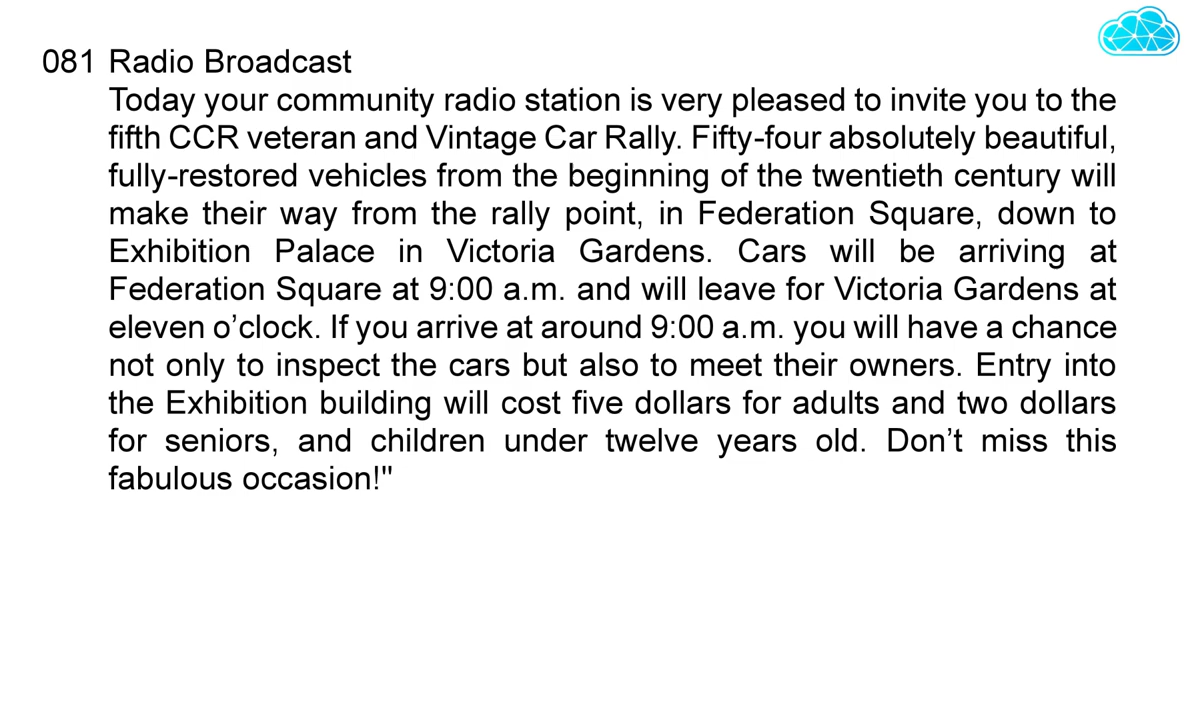 081 Radio Broadcast
Today your community radio station is very pleased to invite you to the
fifth CCR veteran and Vintage Car Rally. Fifty-four absolutely beautiful,
fully-restored vehicles from the beginning of the twentieth century will
make their way from the rally point, in Federation Square, down to
Exhibition Palace in Victoria Gardens. Cars will be arriving at
Federation Square at 9:00 a.m. and will leave for Victoria Gardens at
eleven o’clock. If you arrive at around 9:00 a.m. you will have a chance
not only to inspect the cars but also to meet their owners. Entry into
the Exhibition building will cost five dollars for adults and two dollars
for seniors, and children under twelve years old. Don’t miss this
fabulous occasion!"